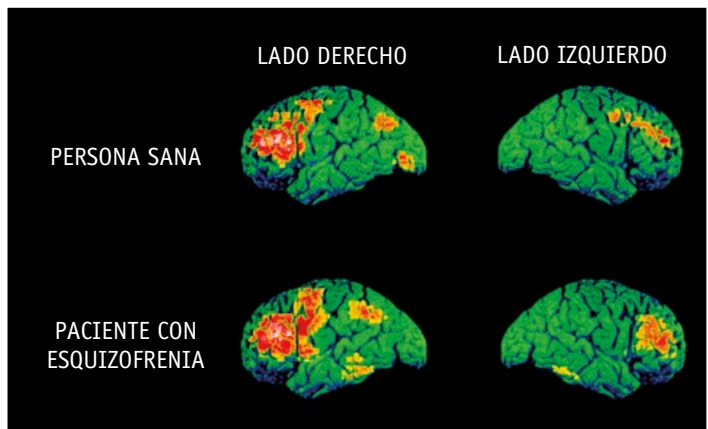 LADO DERECHO
LADO IZQUIERDO
PERSONA SANA
PACIENTE CON
ESQUIZOFRENIA